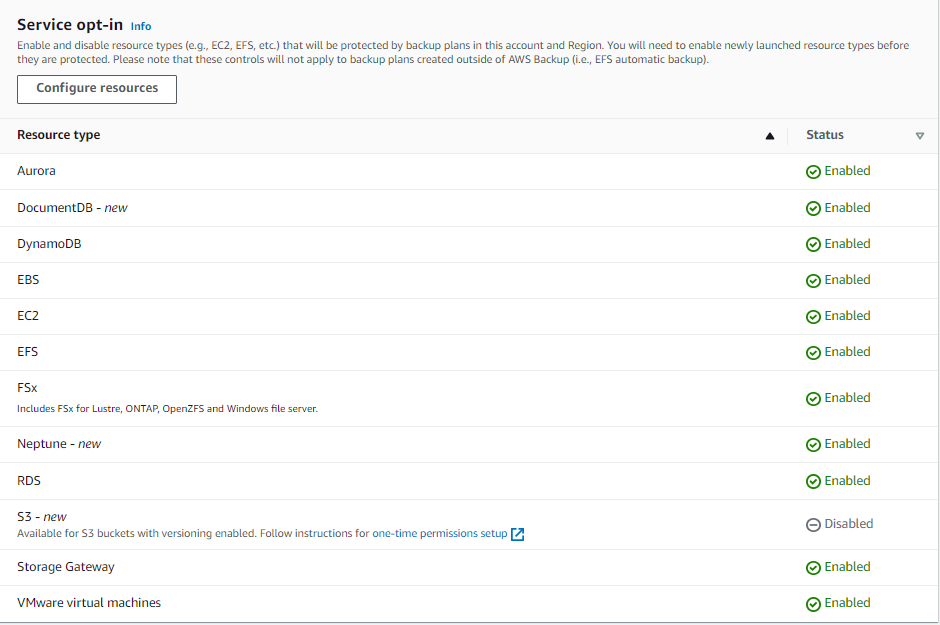 Service opt-in Info
Enable and disable resource types (e.g., EC2, EFS, etc.) that will be protected by backup plans in this account and Region. You will need to enable newly launched resource types before
they are protected. Please note that these controls will not apply to backup plans created outside of AWS Backup (i.e., EFS automatic backup).
Configure resources
Resource type Status
Aurora Enabled
DocumentDB - new Enabled
DynamoDB Enabled
EBS Enabled
EC2 Enabled
EFS Enabled
FSx
Includes FSx for Lustre, ONTAP, OpenZFS and Windows file server.
Enabled
Neptune - new Enabled
RDS Enabled
S3 - new
Available for S3 buckets with versioning enabled. Follow instructions for one-time permissions setup
Disabled
Storage Gateway Enabled
VMware virtual machines Enabled